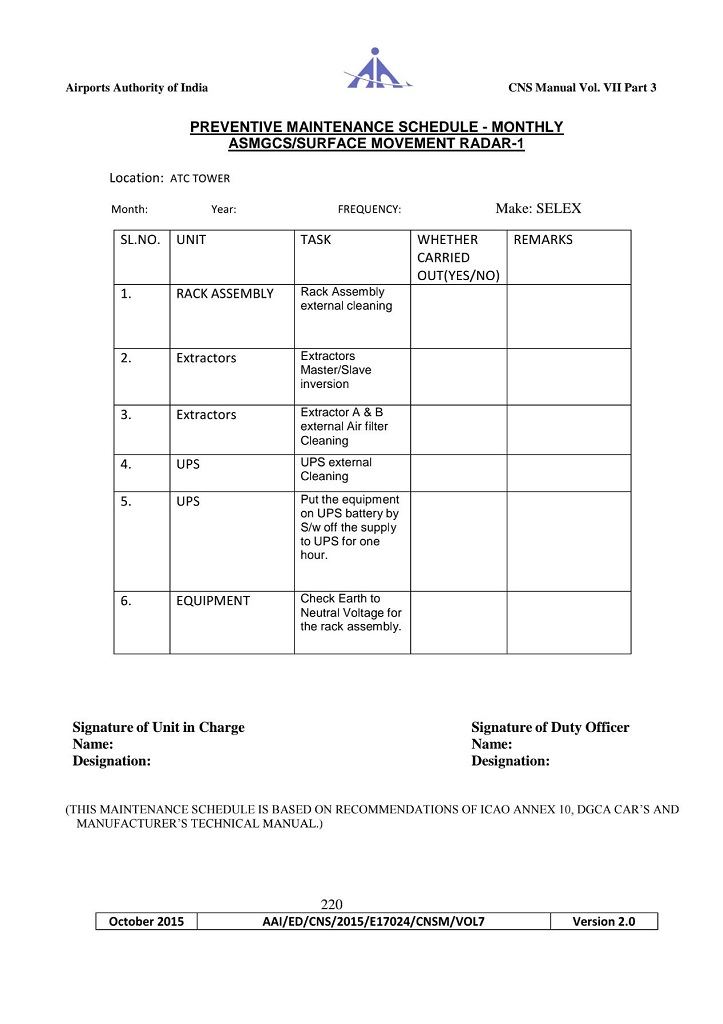 Airports Authority of India CNS Manual Vol. VII Part 3
PREVENTIVE MAINTENANCE SCHEDULE - MONTHLY
ASMGCS/SURFACE MOVEMENT RADAR-1
Location: ATC TOWER
Month: Year: FREQUENCY: Make: SELEX
SL.NO. UNIT TASK WHETHER CARRIED OUT(YES/NO) REMARKS
1. RACK ASSEMBLY Rack Assembly external cleaning
2. Extractors Extractors Master/Slave inversion
3. Extractors Extractor A & B external Air filter Cleaning
4. UPS UPS external Cleaning
5. UPS Put the equipment on UPS battery by S/w off the supply to UPS for one hour.
6. EQUIPMENT Check Earth to Neutral Voltage for the rack assembly.
Signature of Unit in Charge Signature of Duty Officer
Name: Name:
Designation: Designation:
(THIS MAINTENANCE SCHEDULE IS BASED ON RECOMMENDATIONS OF ICAO ANNEX 10, DGCA CAR'S AND
MANUFACTURER'S TECHNICAL MANUAL.)
220
October 2015 AAI/ED/CNS/2015/E17024/CNSM/VOL7 Version 2.0